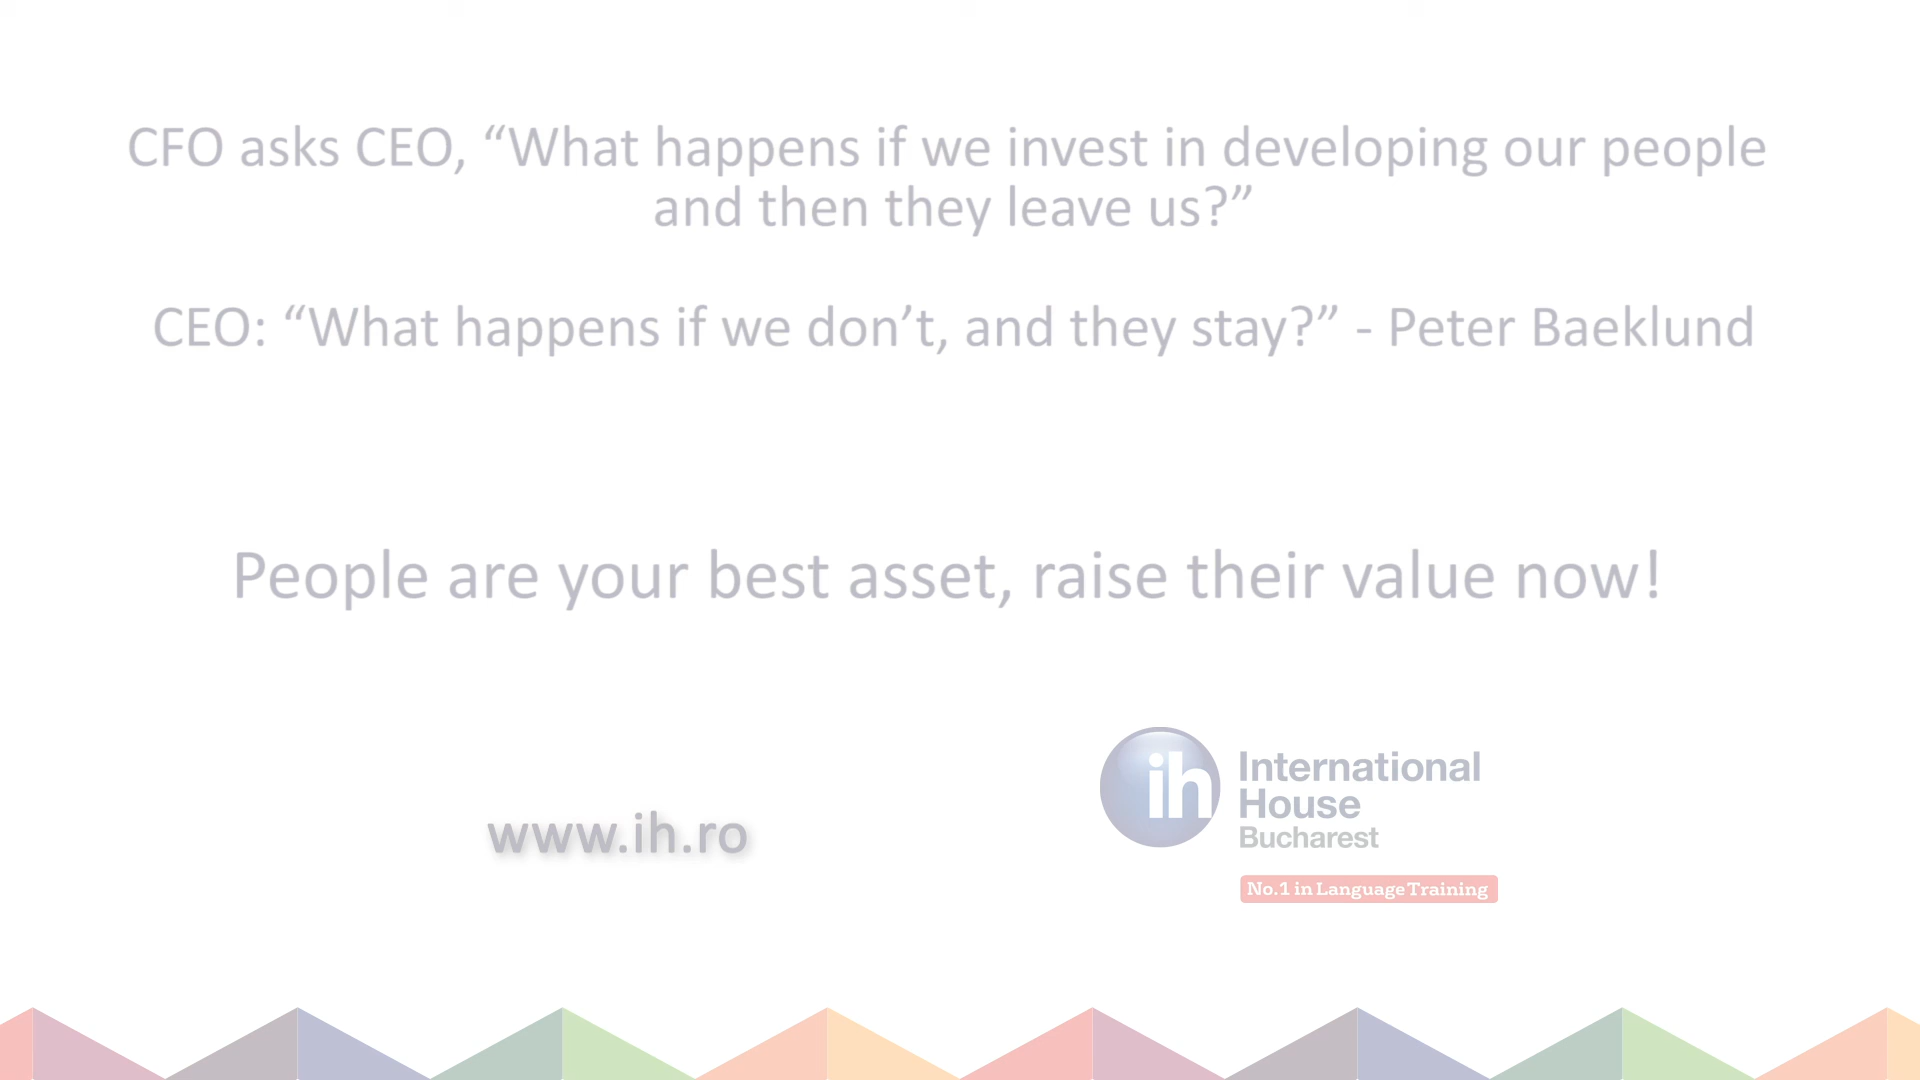 CFO asks CEO, “What happens if we invest in developing our people
and then they leave us?”
CEO: “What happens if we don’t, and they stay?” - Peter Baeklund
People are your best asset, raise their value now!
www.ih.ro
ih
International
House
Bucharest
No.1 in Language Training